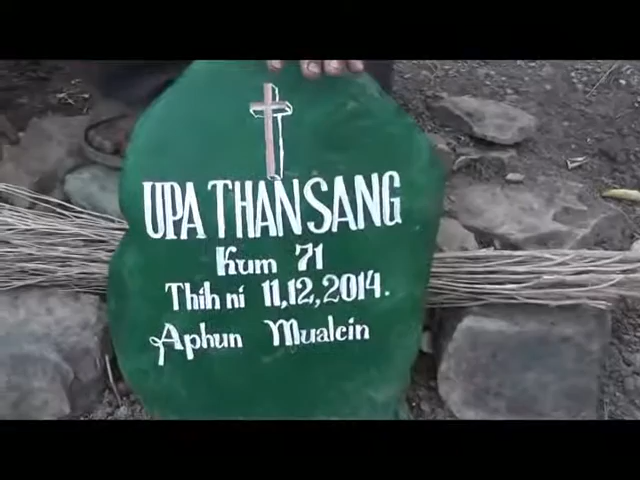 UPA THANSANG
Kum 71
Thih ni 11,12,2014.
Aphun Mualcin